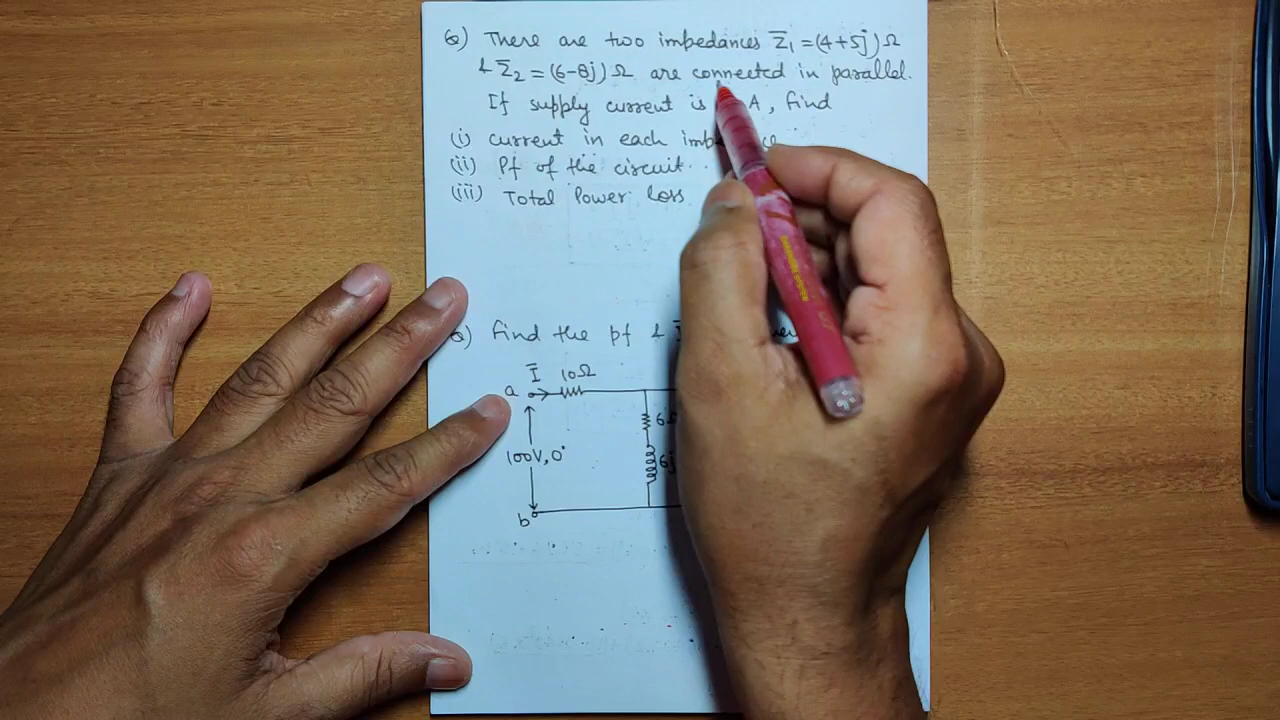 Q) There are two impedances Z̅₁ = (4+5j) Ω
& Z̅₂ = (6-8j) Ω are connected in parallel.
If supply current is A, find
(i) current in each
(ii) Pf of the circuit.
(iii) Total Power loss
Q) find the pf &
I̅ 10Ω
a
6
100V, 0°
6j
b